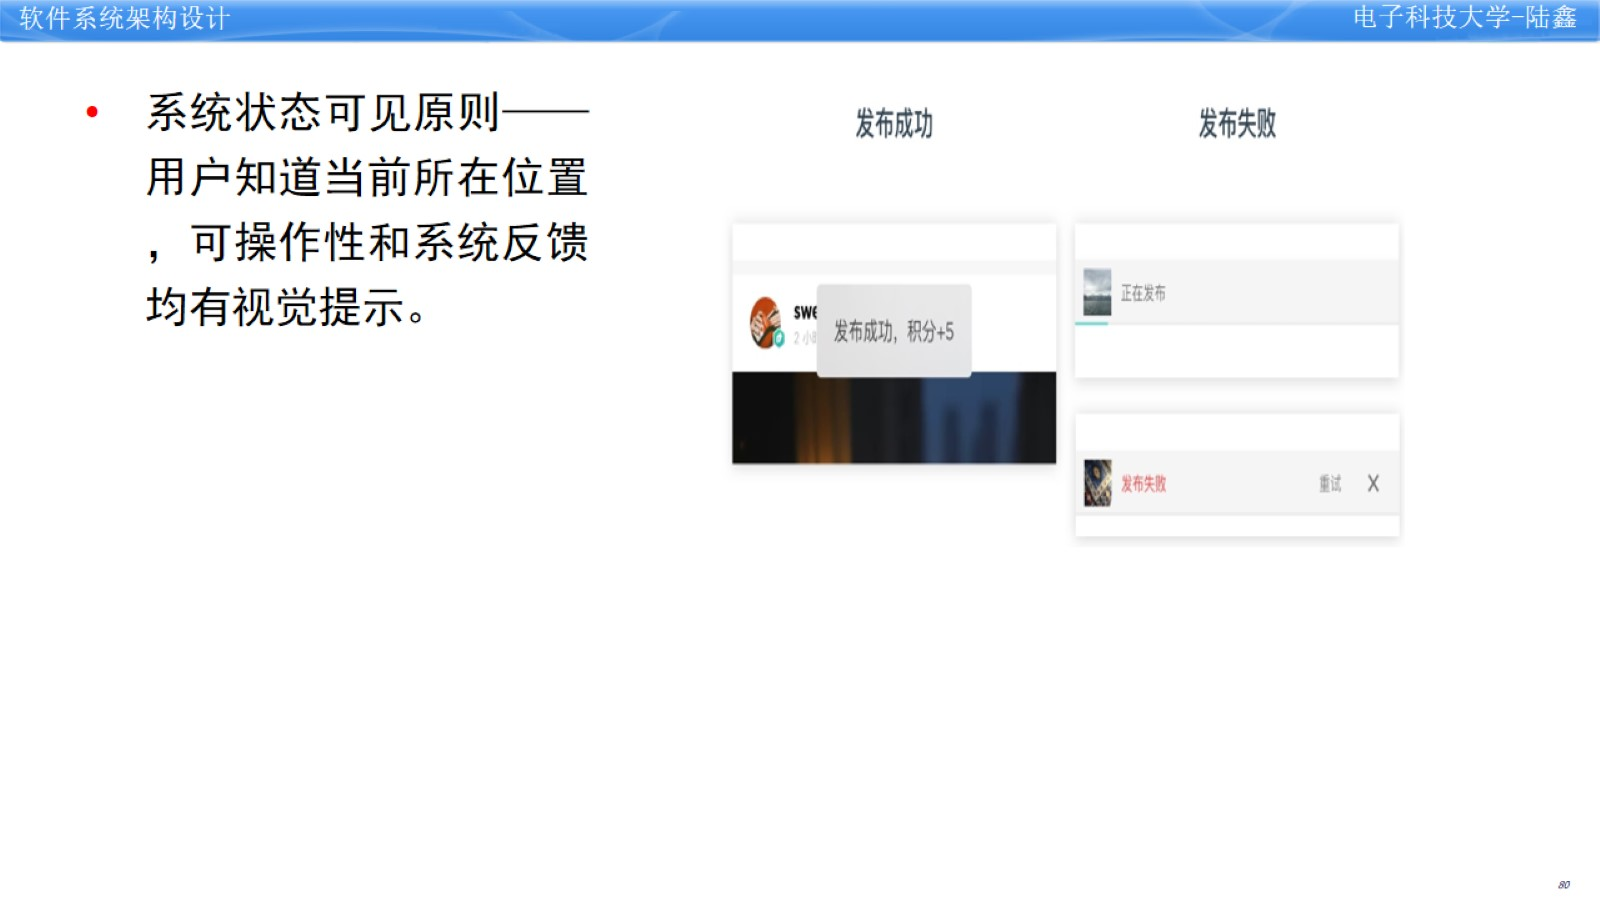 软件系统架构设计
电子科技大学-陆鑫
• 系统状态可见原则——
用户知道当前所在位置
，可操作性和系统反馈
均有视觉提示。
发布成功
发布失败
swe
2 小
发布成功，积分+5
正在发布
发布失败 重试 X
80